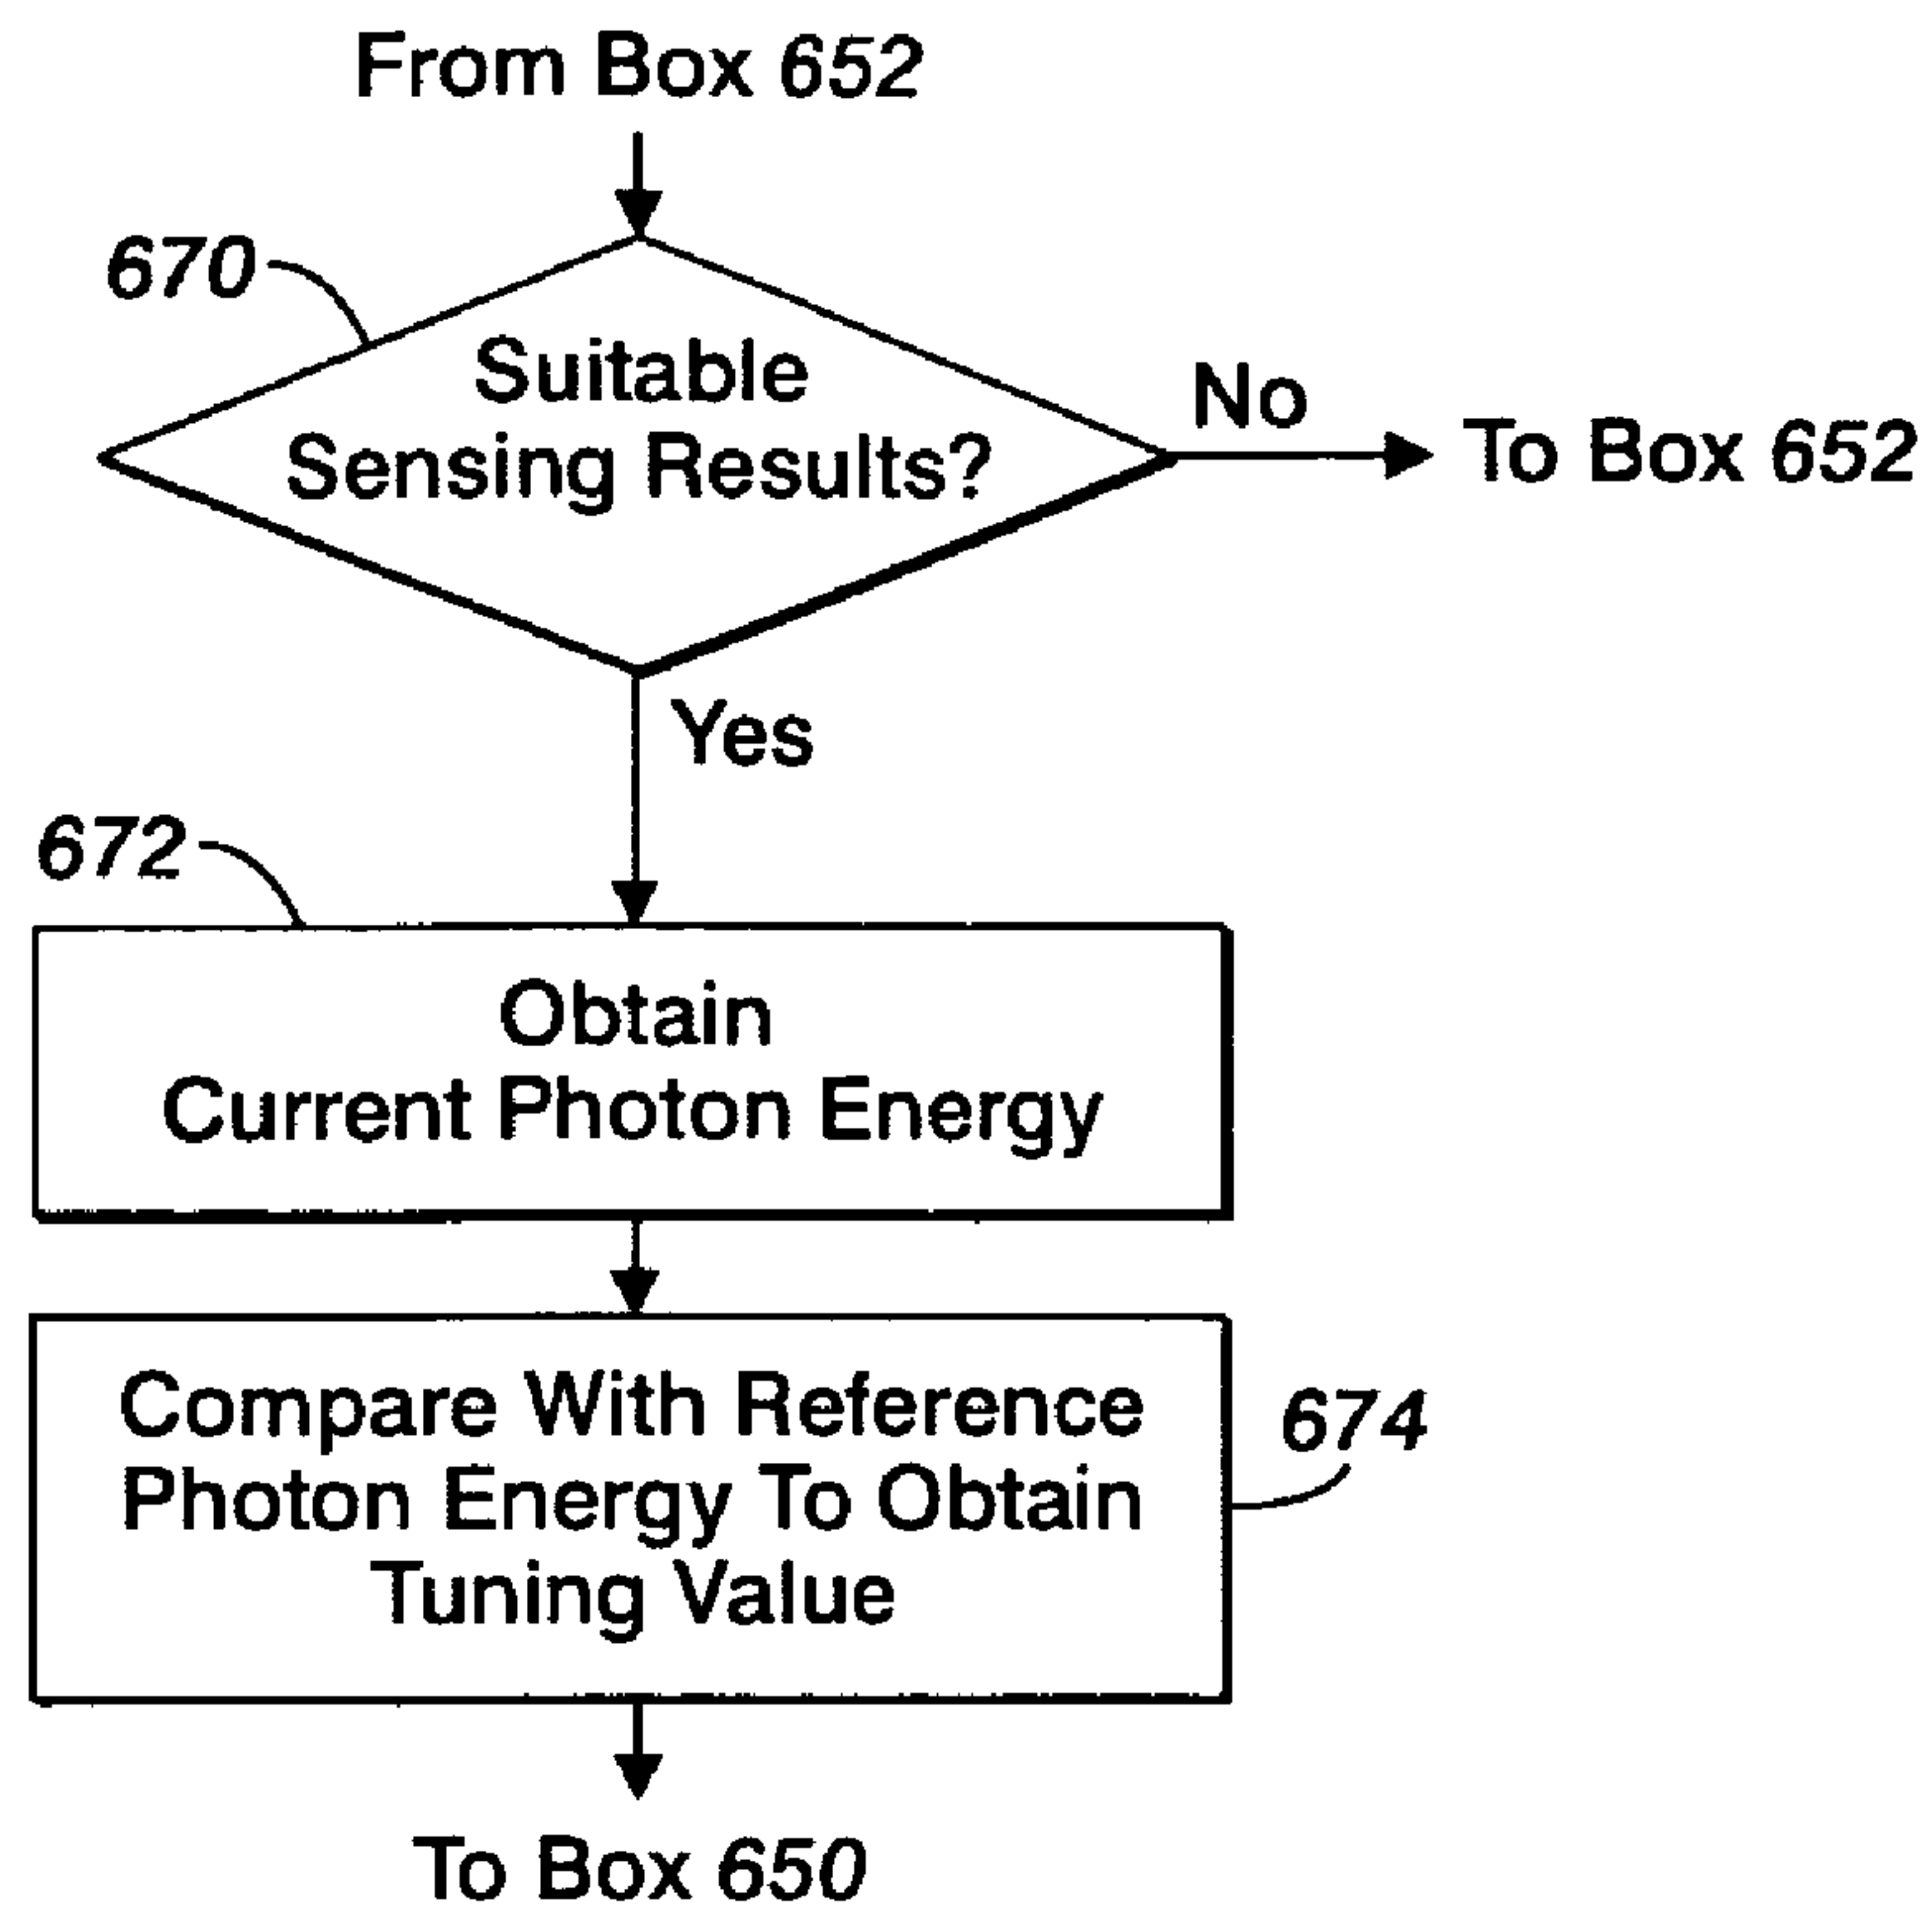 From Box 652
670
Suitable
Sensing Results?
No
To Box 652
Yes
672
Obtain
Current Photon Energy
Compare With Reference
Photon Energy To Obtain
Tuning Value
674
To Box 650